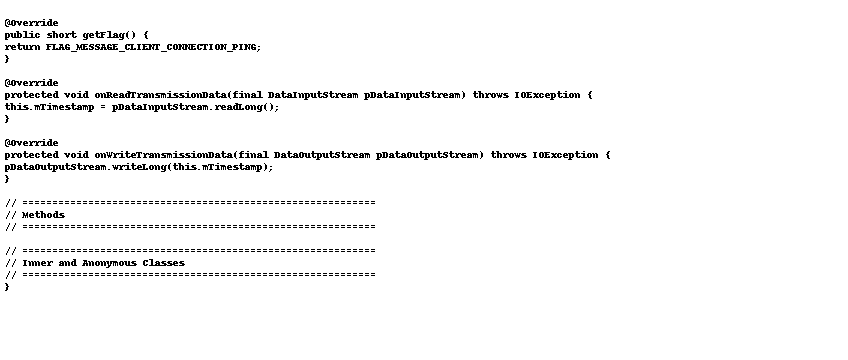 @Override
public short getFlag() {
return FLAG_MESSAGE_CLIENT_CONNECTION_PING;
}
@Override
protected void onReadTransmissionData(final DataInputStream pDataInputStream) throws IOException {
this.mTimestamp = pDataInputStream.readLong();
}
@Override
protected void onWriteTransmissionData(final DataOutputStream pDataOutputStream) throws IOException {
pDataOutputStream.writeLong(this.mTimestamp);
}
// ===========================================================
// Methods
// ===========================================================
// ===========================================================
// Inner and Anonymous Classes
// ===========================================================
}